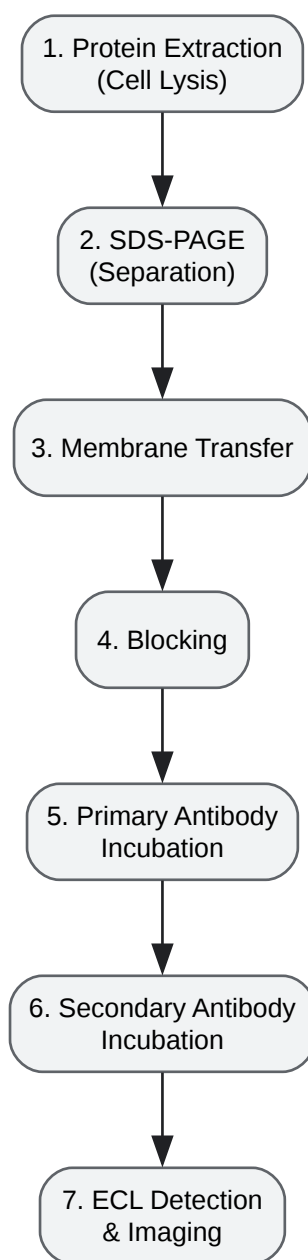 1. Protein Extraction
(Cell Lysis)
2. SDS-PAGE
(Separation)
3. Membrane Transfer
4. Blocking
5. Primary Antibody
Incubation
6. Secondary Antibody
Incubation
7. ECL Detection
& Imaging